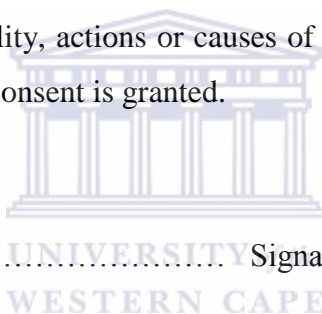 lity, actions or causes of
onsent is granted.
..................... Signa
UNIVERSITY of the
WESTERN CAPE